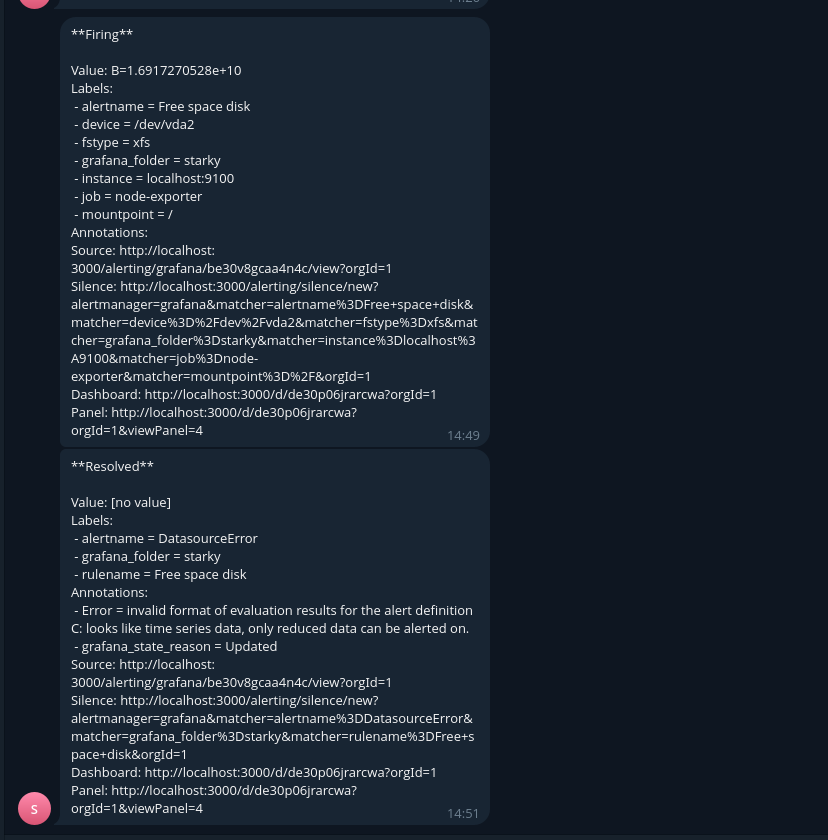 **Firing**
Value: B=1.6917270528e+10
Labels:
- alertname = Free space disk
- device = /dev/vda2
- fstype = xfs
- grafana_folder = starky
- instance = localhost:9100
- job = node-exporter
- mountpoint = /
Annotations:
Source: http://localhost:
3000/alerting/grafana/be30v8gcaa4n4c/view?orgId=1
Silence: http://localhost:3000/alerting/silence/new?
alertmanager=grafana&matcher=alertname%3DFree+space+disk&
matcher=device%3D%2Fdev%2Fvda2&matcher=fstype%3Dxfs&mat
cher=grafana_folder%3Dstarky&matcher=instance%3Dlocalhost%3
A9100&matcher=job%3Dnode-
exporter&matcher=mountpoint%3D%2F&orgId=1
Dashboard: http://localhost:3000/d/de30p06jrarcwa?orgId=1
Panel: http://localhost:3000/d/de30p06jrarcwa?
orgId=1&viewPanel=4
14:49
**Resolved**
Value: [no value]
Labels:
- alertname = DatasourceError
- grafana_folder = starky
- rulename = Free space disk
Annotations:
- Error = invalid format of evaluation results for the alert definition
C: looks like time series data, only reduced data can be alerted on.
- grafana_state_reason = Updated
Source: http://localhost:
3000/alerting/grafana/be30v8gcaa4n4c/view?orgId=1
Silence: http://localhost:3000/alerting/silence/new?
alertmanager=grafana&matcher=alertname%3DDatasourceError&
matcher=grafana_folder%3Dstarky&matcher=rulename%3DFree+s
pace+disk&orgId=1
Dashboard: http://localhost:3000/d/de30p06jrarcwa?orgId=1
Panel: http://localhost:3000/d/de30p06jrarcwa?
orgId=1&viewPanel=4
S
14:51